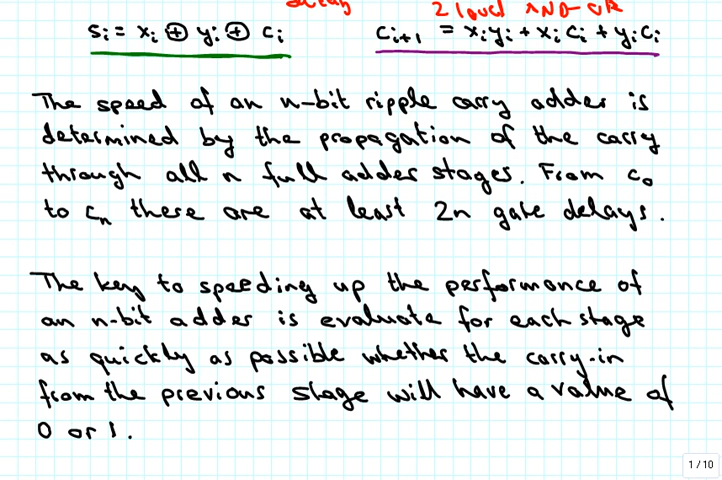 delay 2 level AND-OR
sᵢ = xᵢ ⊕ yᵢ ⊕ cᵢ cᵢ₊₁ = xᵢyᵢ + xᵢcᵢ + yᵢcᵢ
The speed of an n-bit ripple carry adder is
determined by the propagation of the carry
through all n full adder stages. From c₀
to cₙ there are at least 2n gate delays.
The key to speeding up the performance of
an n-bit adder is evaluate for each stage
as quickly as possible whether the carry-in
from the previous stage will have a value of
0 or 1.
1 / 10